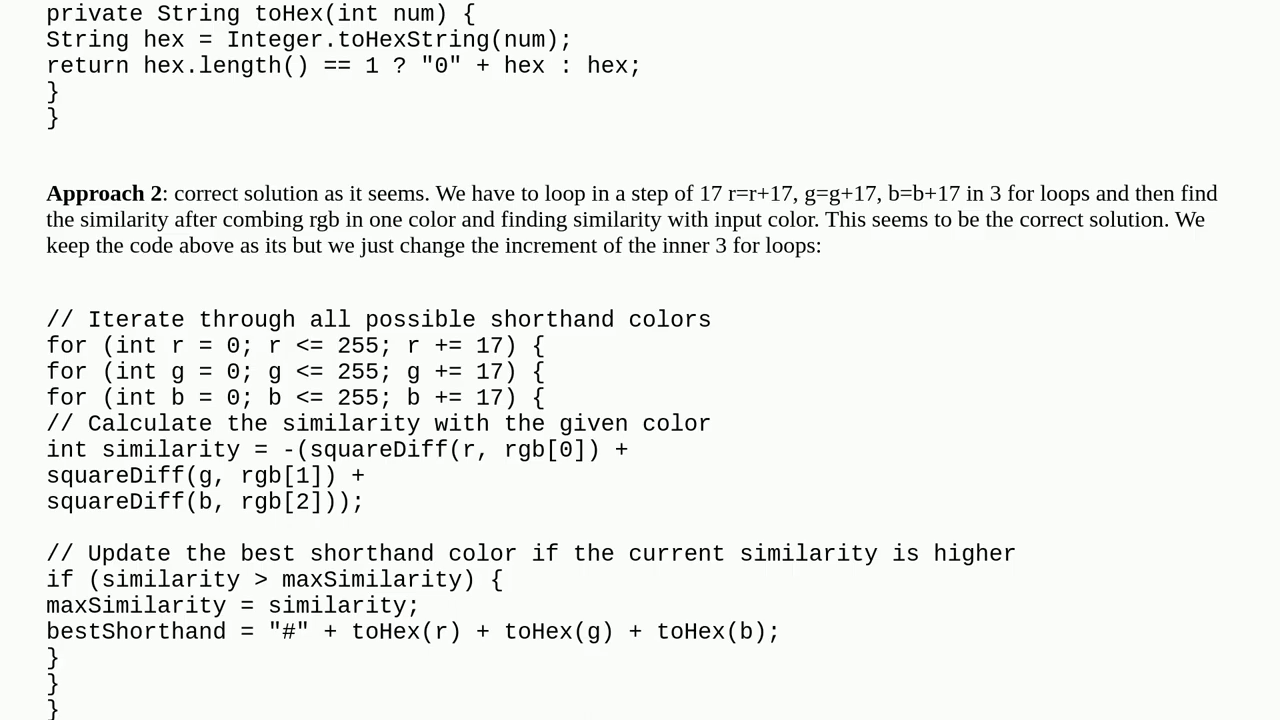 private String toHex(int num) {
String hex = Integer.toHexString(num);
return hex.length() == 1 ? "0" + hex : hex;
}
}
Approach 2: correct solution as it seems. We have to loop in a step of 17 r=r+17, g=g+17, b=b+17 in 3 for loops and then find
the similarity after combing rgb in one color and finding similarity with input color. This seems to be the correct solution. We
keep the code above as its but we just change the increment of the inner 3 for loops:
// Iterate through all possible shorthand colors
for (int r = 0; r <= 255; r += 17) {
for (int g = 0; g <= 255; g += 17) {
for (int b = 0; b <= 255; b += 17) {
// Calculate the similarity with the given color
int similarity = -(squareDiff(r, rgb[0]) +
squareDiff(g, rgb[1]) +
squareDiff(b, rgb[2]));
// Update the best shorthand color if the current similarity is higher
if (similarity > maxSimilarity) {
maxSimilarity = similarity;
bestShorthand = "#" + toHex(r) + toHex(g) + toHex(b);
}
}
}